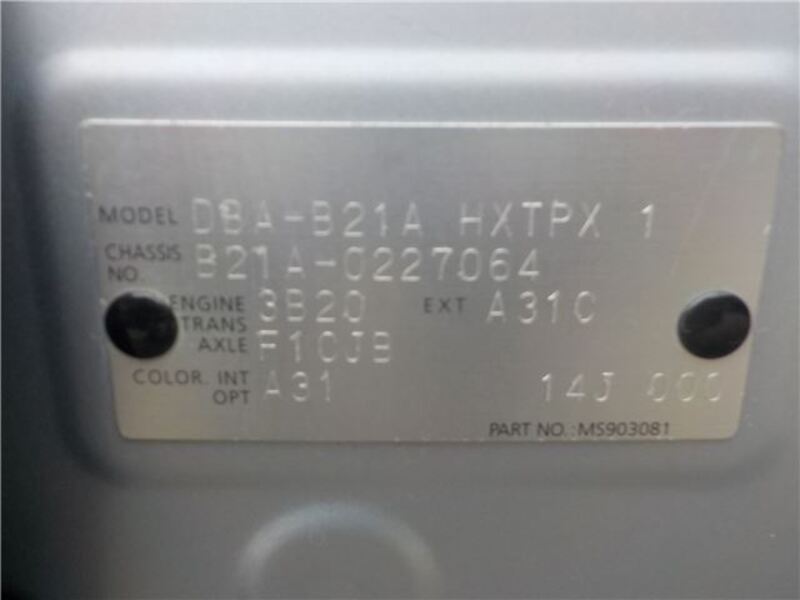 MODEL DBA-B21A HXTPX 1
CHASSIS NO. B21A-0227064
ENGINE 3B20 EXT A31C
TRANS AXLE F1CJB
COLOR. INT A31
OPT 14J 000
PART NO.:M5903081